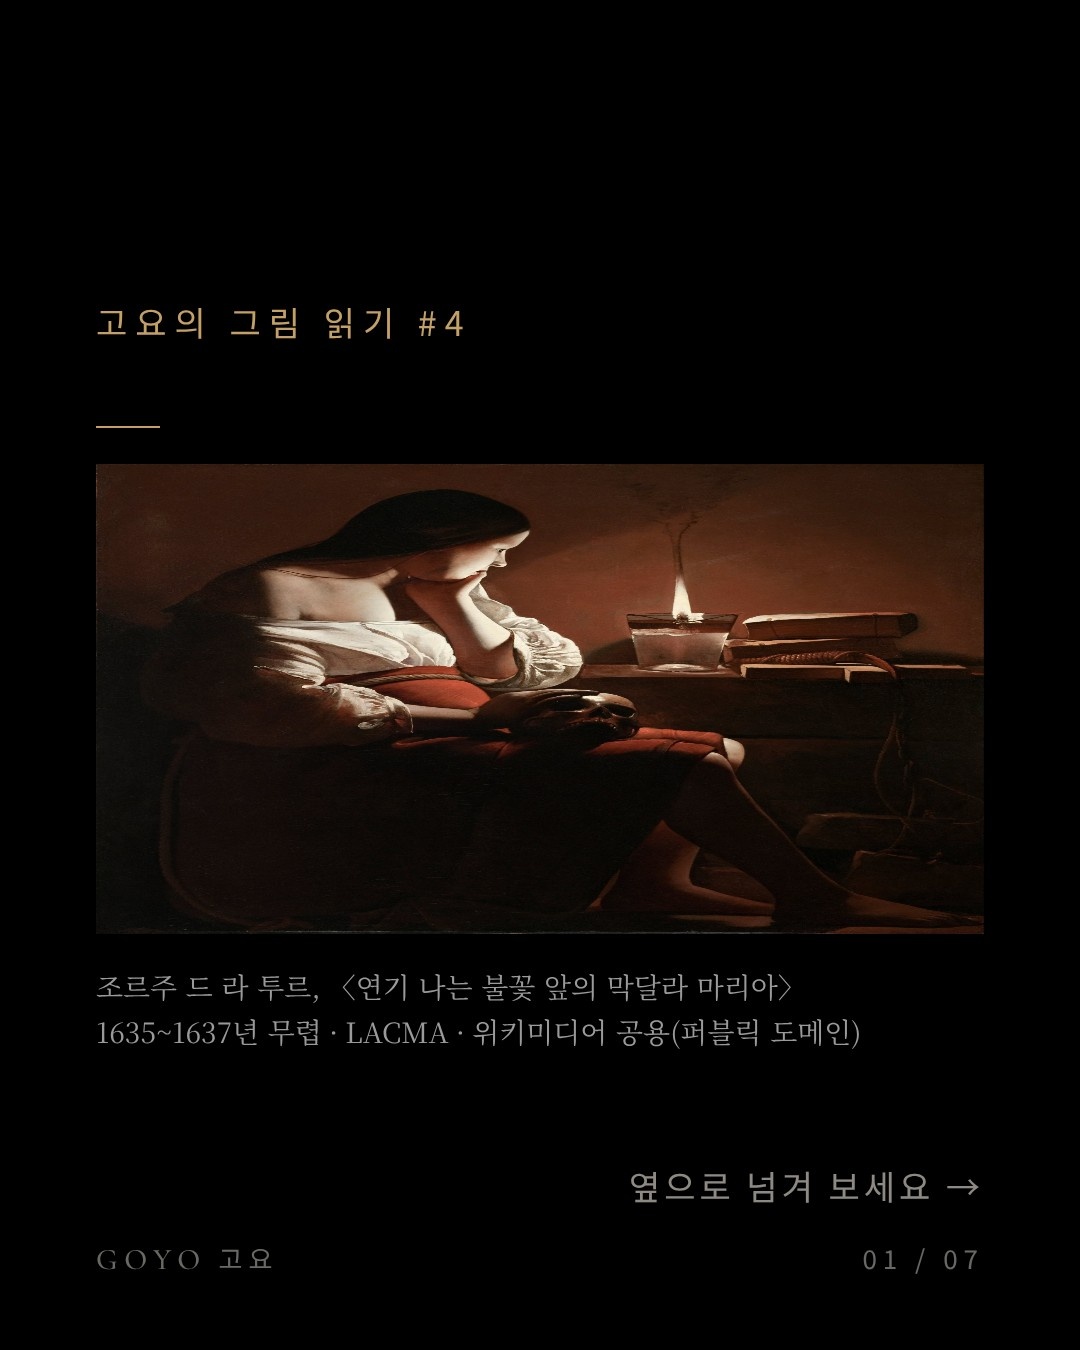 고요의 그림 읽기 #4
조르주 드 라 투르, 〈연기 나는 불꽃 앞의 막달라 마리아〉
1635~1637년 무렵 · LACMA · 위키미디어 공용(퍼블릭 도메인)
옆으로 넘겨 보세요 →
GOYO 고요
01 / 07